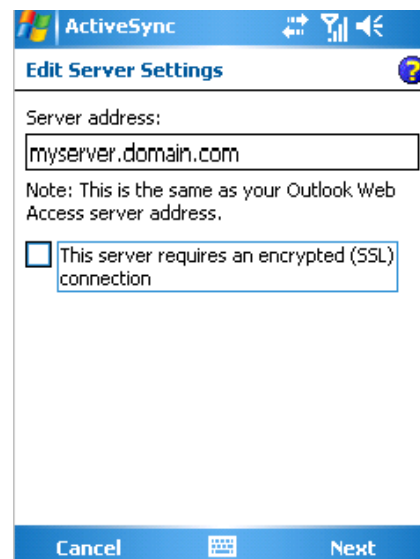 ActiveSync
Edit Server Settings
?
Server address:
myserver.domain.com
Note: This is the same as your Outlook Web
Access server address.
This server requires an encrypted (SSL)
connection
Cancel
Next